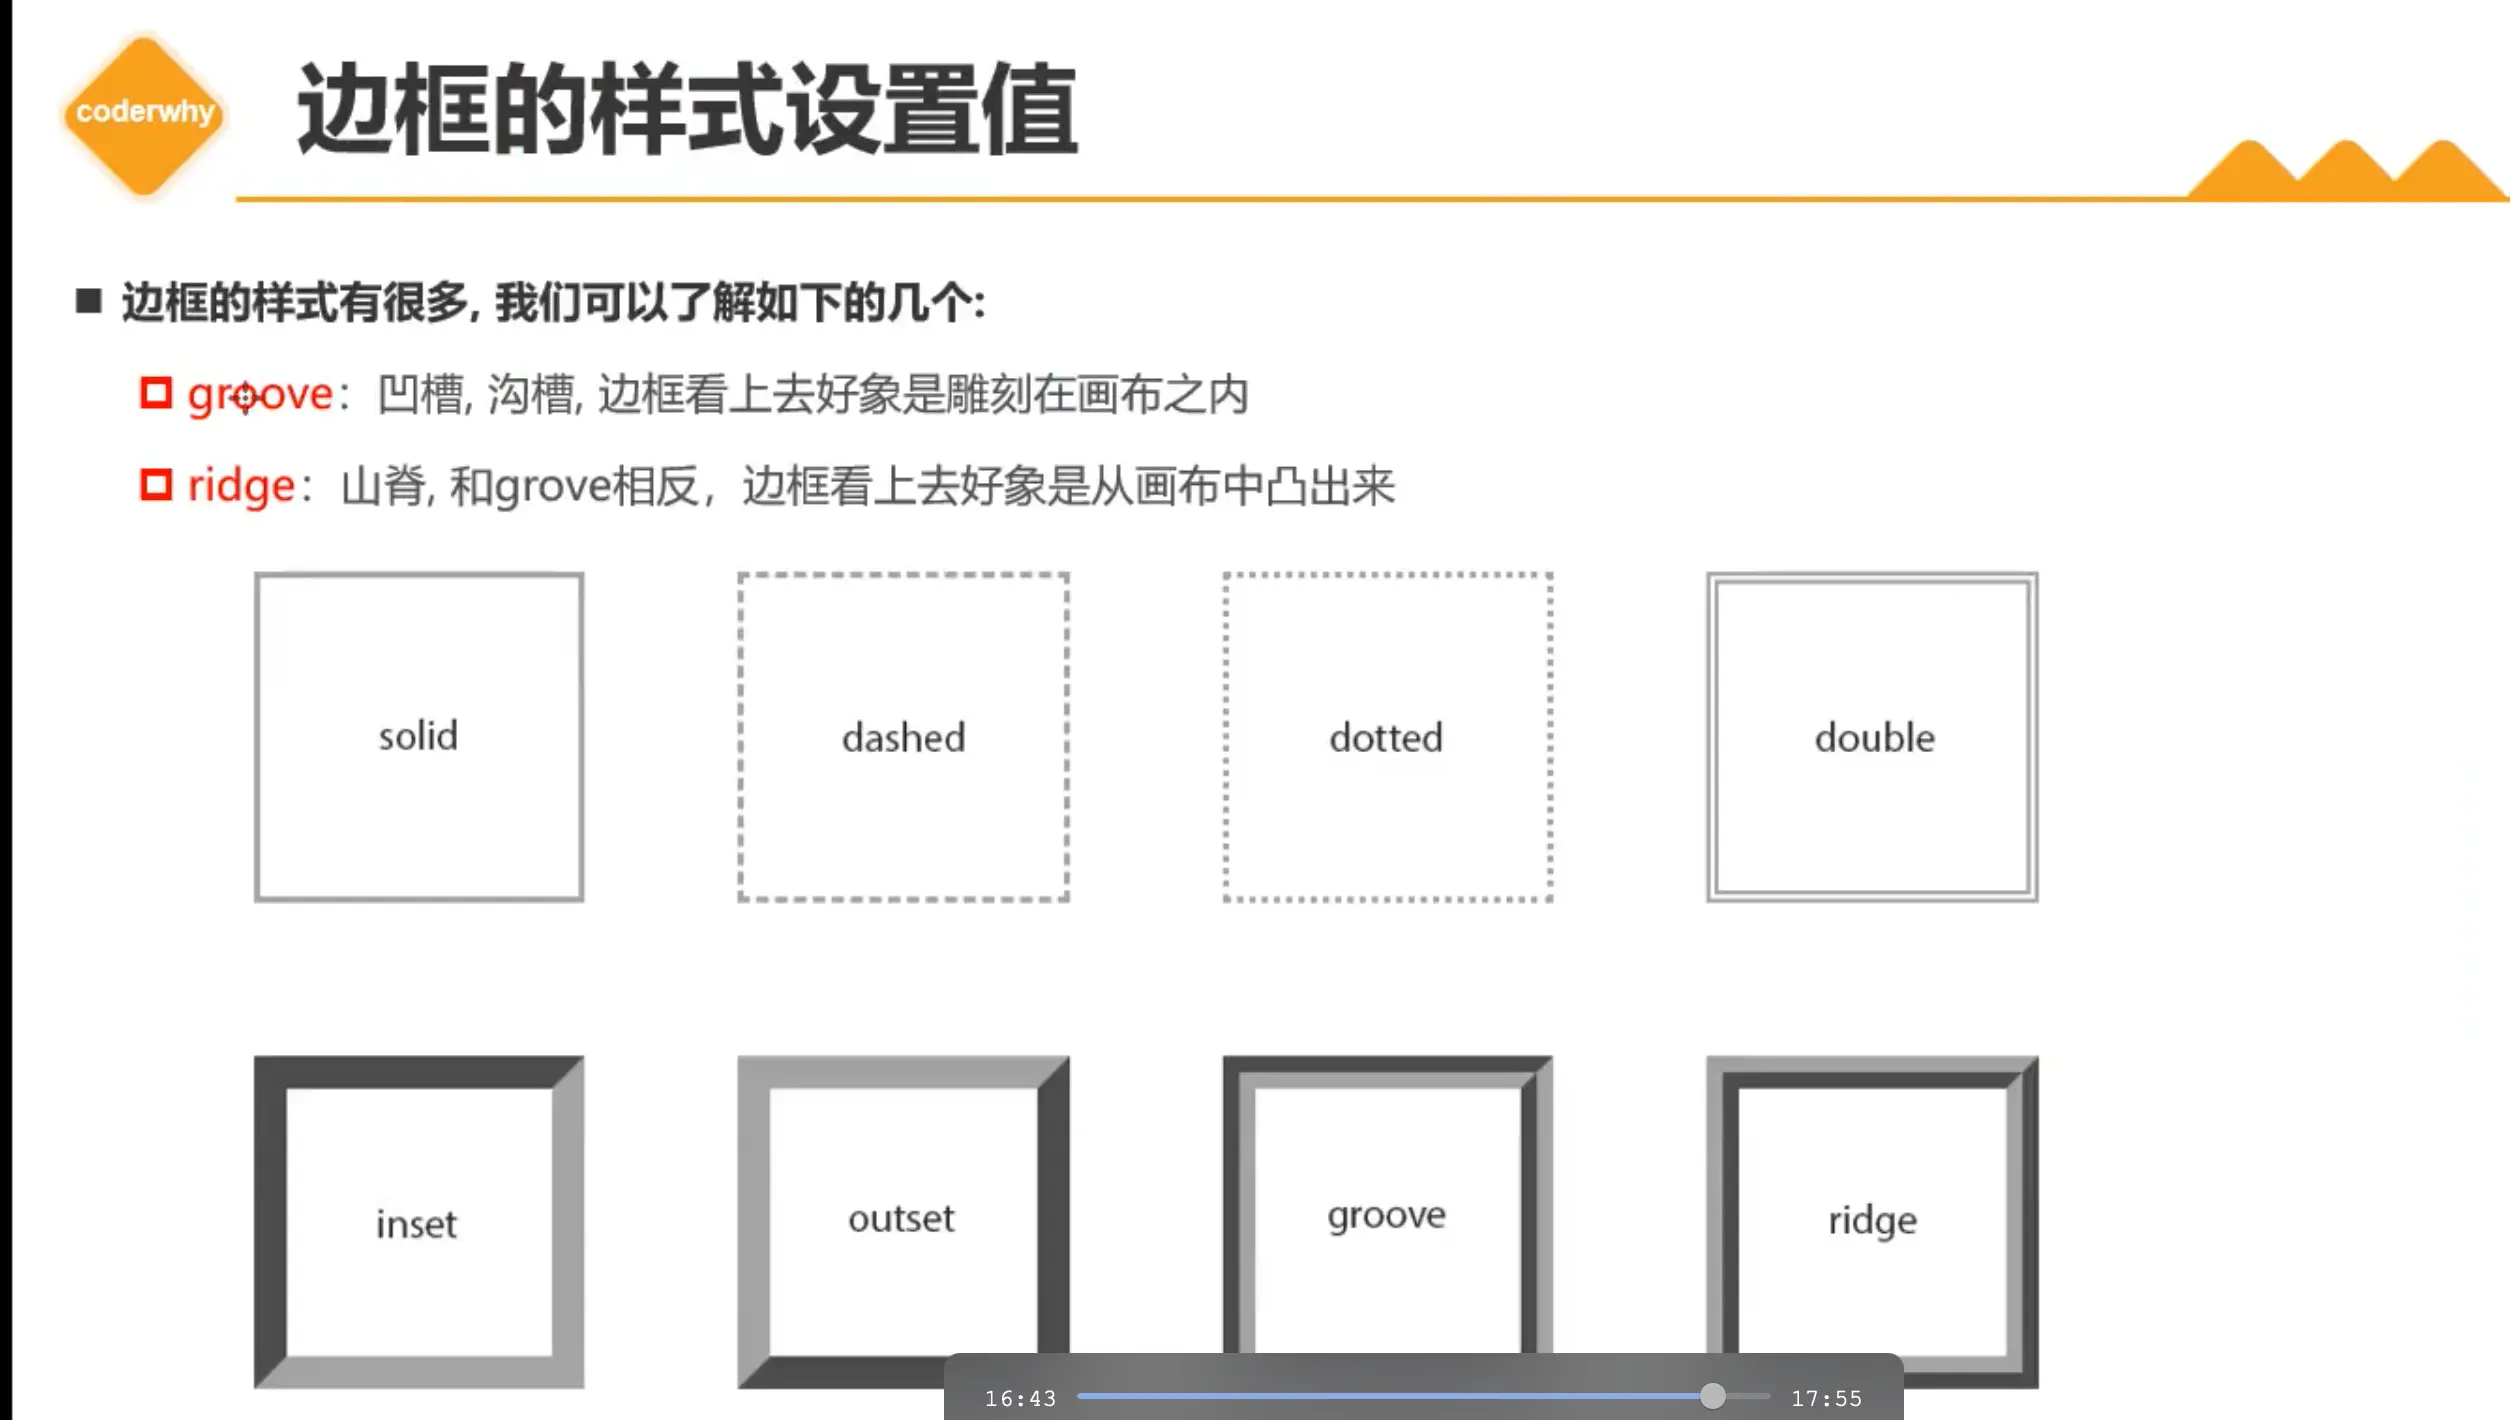 coderwhy
边框的样式设置值
边框的样式有很多, 我们可以了解如下的几个:
groove：凹槽, 沟槽, 边框看上去好象是雕刻在画布之内
ridge：山脊, 和grove相反，边框看上去好象是从画布中凸出来
solid
dashed
dotted
double
inset
outset
groove
ridge
16:43
17:55